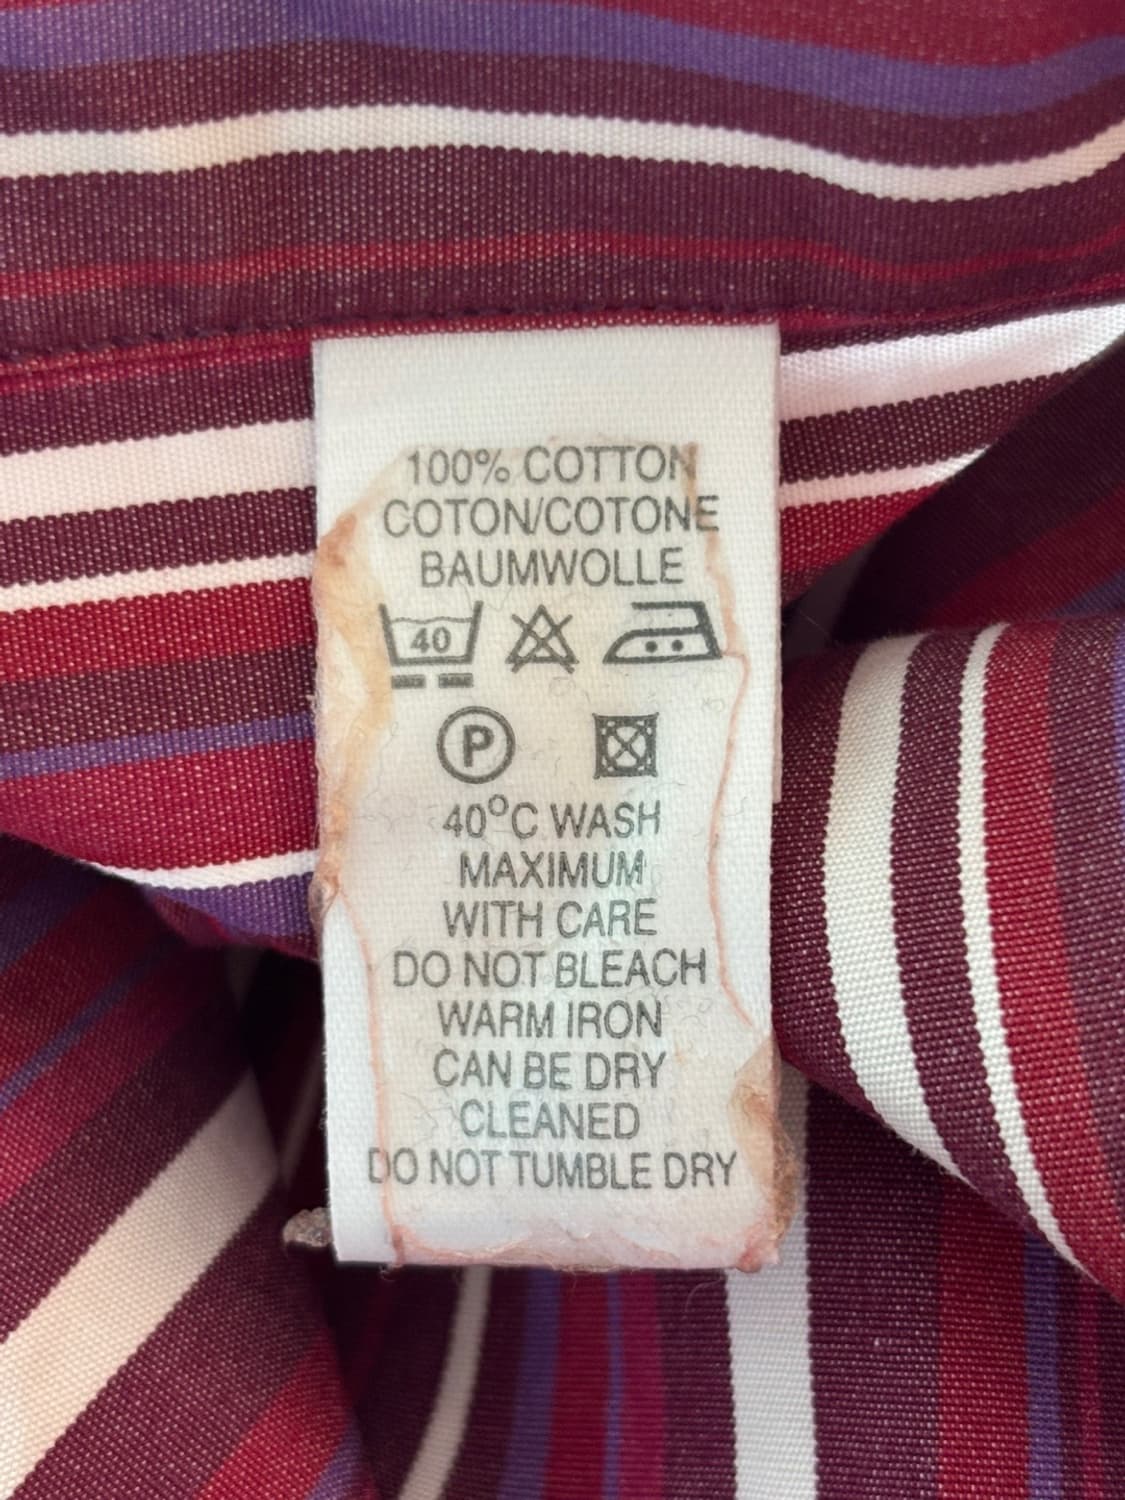 100% COTTON
COTON/COTONE
BAUMWOLLE
40
P
40°C WASH
MAXIMUM
WITH CARE
DO NOT BLEACH
WARM IRON
CAN BE DRY
CLEANED
DO NOT TUMBLE DRY